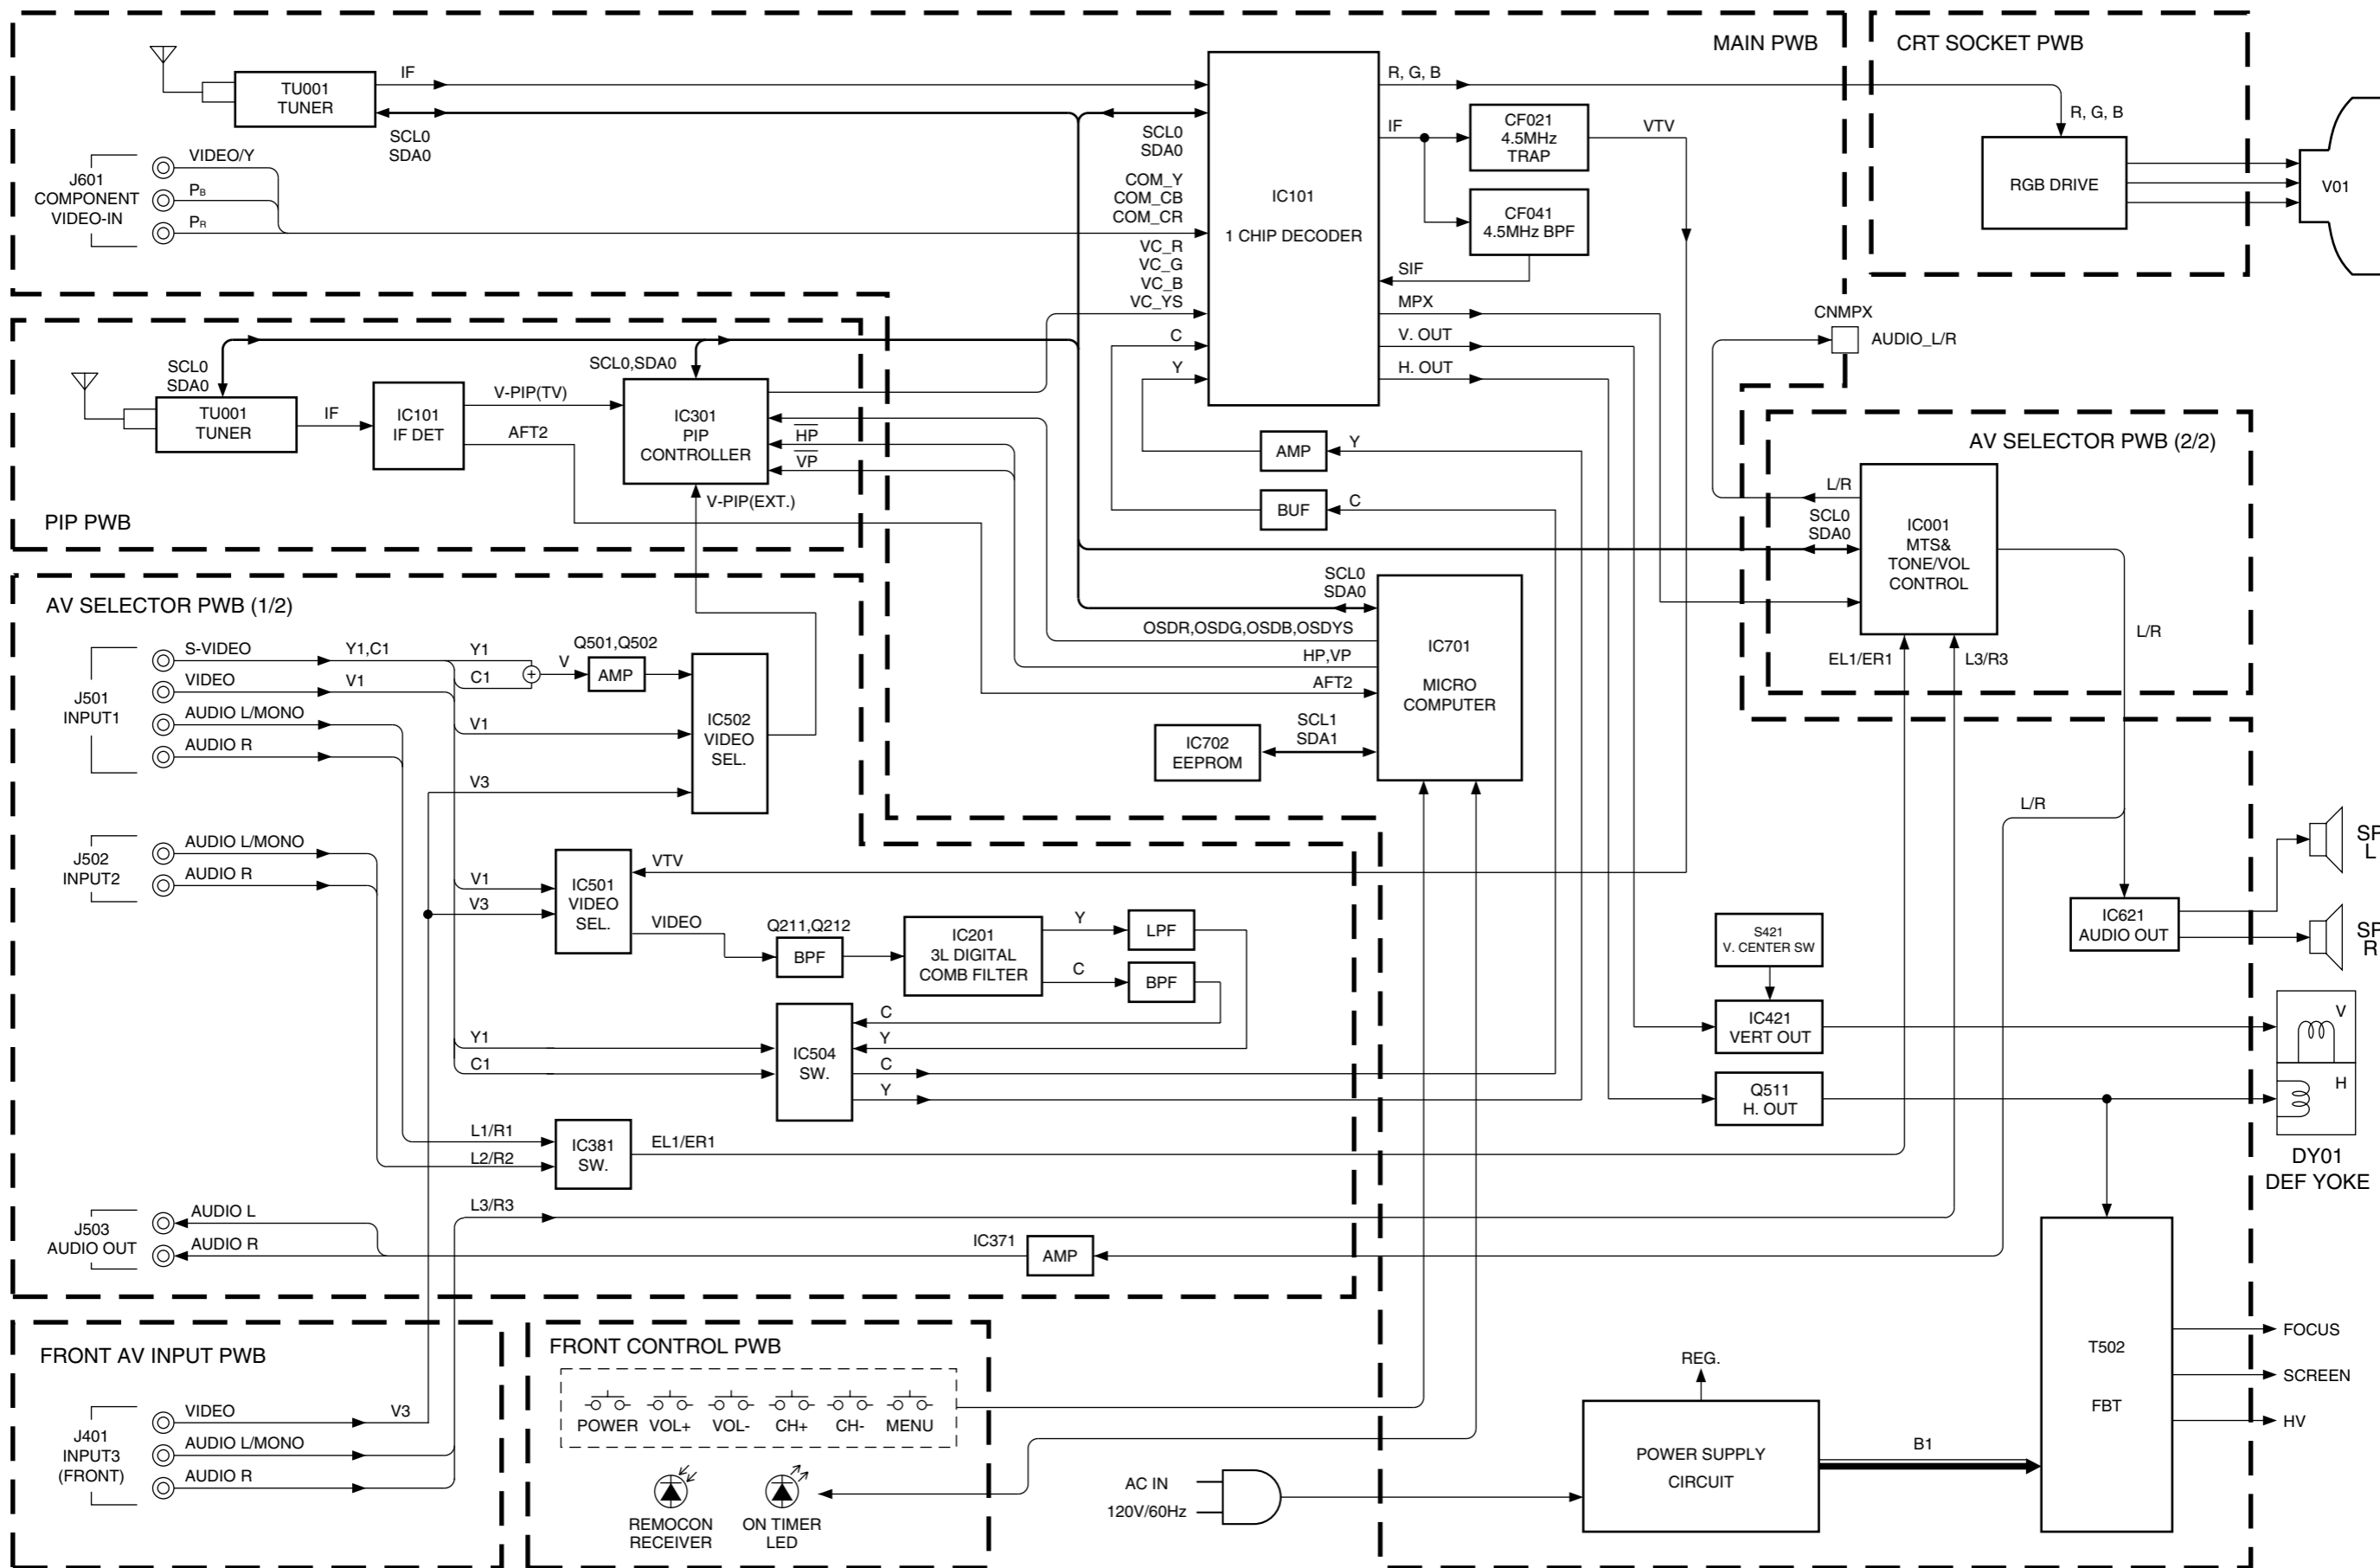 MAIN PWB
CRT SOCKET PWB
TU001
TUNER
IF
SCL0
SDA0
J601
COMPONENT
VIDEO-IN
VIDEO/Y
PB
PR
SCL0
SDA0
COM_Y
COM_CB
COM_CR
VC_R
VC_G
VC_B
VC_YS
C
Y
IC101
1 CHIP DECODER
R, G, B
IF
CF021
4.5MHz
TRAP
VTV
CF041
4.5MHz BPF
SIF
MPX
V. OUT
H. OUT
R, G, B
RGB DRIVE
V01
CNMPX
AUDIO_L/R
SCL0
SDA0
TU001
TUNER
IF
IC101
IF DET
V-PIP(TV)
AFT2
SCL0,SDA0
IC301
PIP
CONTROLLER
HP
VP
V-PIP(EXT.)
PIP PWB
AMP
Y
BUF
C
AV SELECTOR PWB (2/2)
L/R
SCL0
SDA0
IC001
MTS&
TONE/VOL
CONTROL
EL1/ER1
L3/R3
L/R
AV SELECTOR PWB (1/2)
J501
INPUT1
S-VIDEO
VIDEO
AUDIO L/MONO
AUDIO R
Y1,C1
V1
Y1
C1
V
Q501,Q502
AMP
V1
V3
IC502
VIDEO
SEL.
SCL0
SDA0
OSDR,OSDG,OSDB,OSDYS
HP,VP
AFT2
IC701
MICRO
COMPUTER
IC702
EEPROM
SCL1
SDA1
J502
INPUT2
AUDIO L/MONO
AUDIO R
V1
V3
IC501
VIDEO
SEL.
VTV
VIDEO
Q211,Q212
BPF
IC201
3L DIGITAL
COMB FILTER
Y
C
LPF
BPF
Y1
C1
IC504
SW.
C
Y
C
Y
L1/R1
L2/R2
IC381
SW.
EL1/ER1
L3/R3
J503
AUDIO OUT
AUDIO L
AUDIO R
IC371
AMP
L/R
S421
V. CENTER SW
IC421
VERT OUT
Q511
H. OUT
IC621
AUDIO OUT
L
R
V
H
DY01
DEF YOKE
FRONT AV INPUT PWB
J401
INPUT3
(FRONT)
VIDEO
AUDIO L/MONO
AUDIO R
V3
FRONT CONTROL PWB
POWER
VOL+
VOL-
CH+
CH-
MENU
REMOCON
RECEIVER
ON TIMER
LED
AC IN
120V/60Hz
REG.
POWER SUPPLY
CIRCUIT
B1
T502
FBT
FOCUS
SCREEN
HV